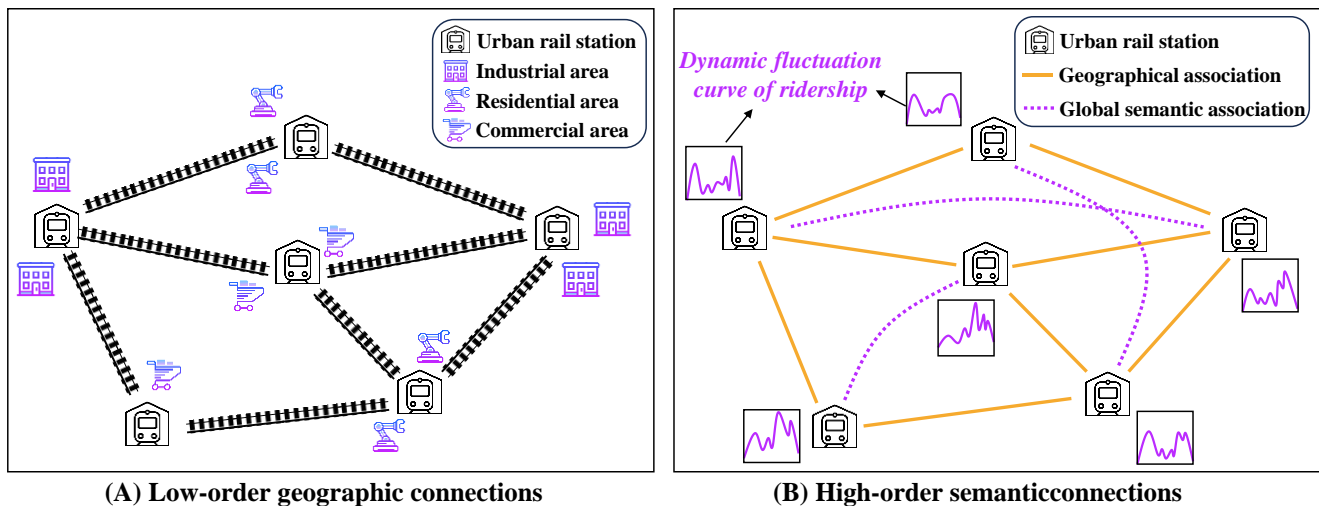 Urban rail station
Industrial area
Residential area
Commercial area
(A) Low-order geographic connections
Dynamic fluctuation
curve of ridership
Urban rail station
Geographical association
Global semantic association
(B) High-order semanticconnections